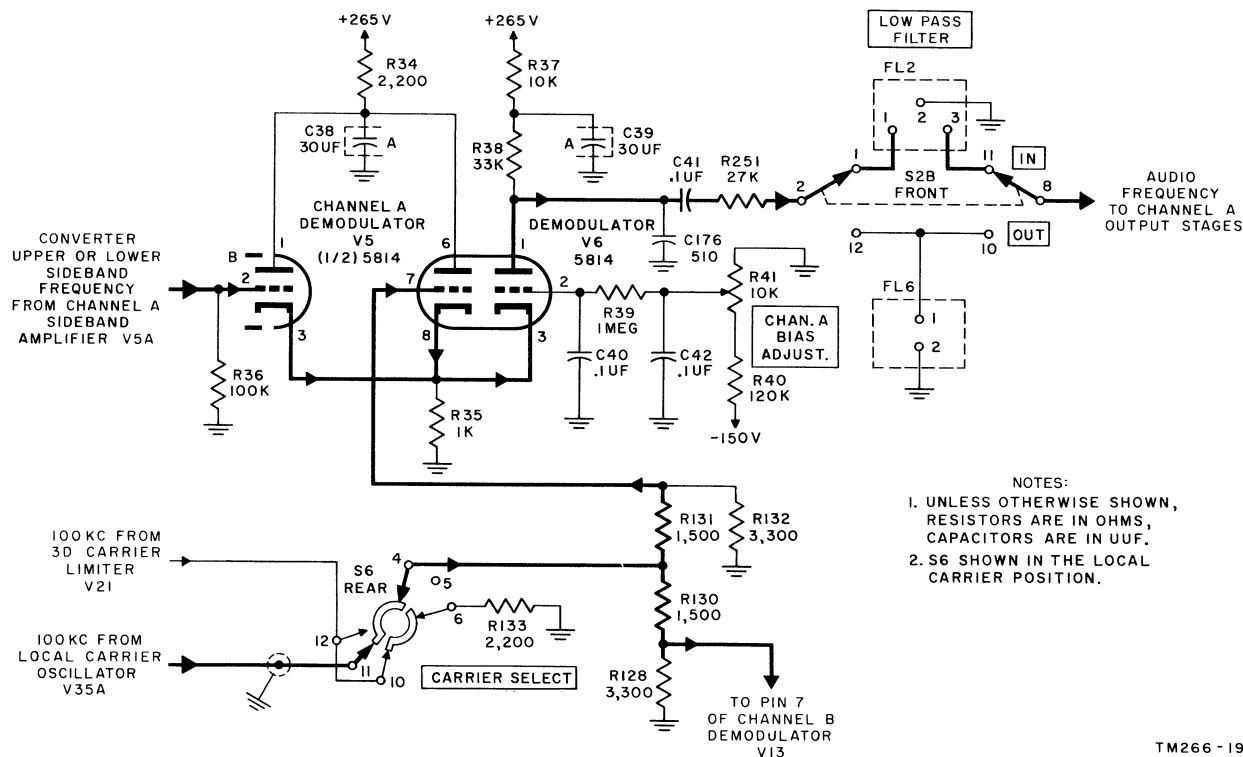 +265V
+265V
LOW PASS
FILTER
R34
2,200
R37
10K
FL2
2
1
3
C38
30UF
A
R38
33K
A
C39
30UF
C41
.1UF
R251
27K
1
2
S2B
FRONT
11
IN
8
AUDIO
FREQUENCY
TO CHANNEL A
OUTPUT STAGES
12
10
OUT
CONVERTER
UPPER OR LOWER
SIDEBAND
FREQUENCY
FROM CHANNEL A
SIDEBAND
AMPLIFIER V5A
CHANNEL A
DEMODULATOR
V5
(1/2) 5814
DEMODULATOR
V6
5814
B
1
2
3
6
7
8
1
2
3
C176
510
R41
10K
R39
1MEG
CHAN. A
BIAS
ADJUST.
C40
.1UF
C42
.1UF
R40
120K
-150V
FL6
1
2
R36
100K
R35
1K
NOTES:
1. UNLESS OTHERWISE SHOWN,
RESISTORS ARE IN OHMS,
CAPACITORS ARE IN UUF.
2. S6 SHOWN IN THE LOCAL
CARRIER POSITION.
R131
1,500
R132
3,300
100KC FROM
3D CARRIER
LIMITER
V21
S6
REAR
4
5
6
12
11
10
R133
2,200
R130
1,500
100KC FROM
LOCAL CARRIER
OSCILLATOR
V35A
CARRIER SELECT
R128
3,300
TO PIN 7
OF CHANNEL B
DEMODULATOR
V13
TM266-19